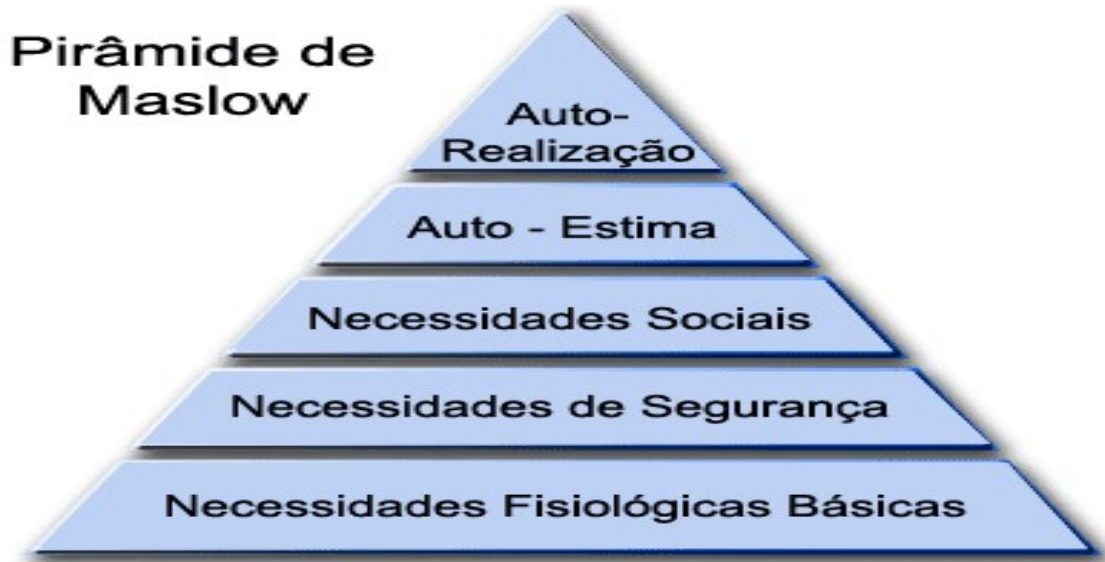 Pirâmide de
Maslow
Auto-
Realização
Auto - Estima
Necessidades Sociais
Necessidades de Segurança
Necessidades Fisiológicas Básicas